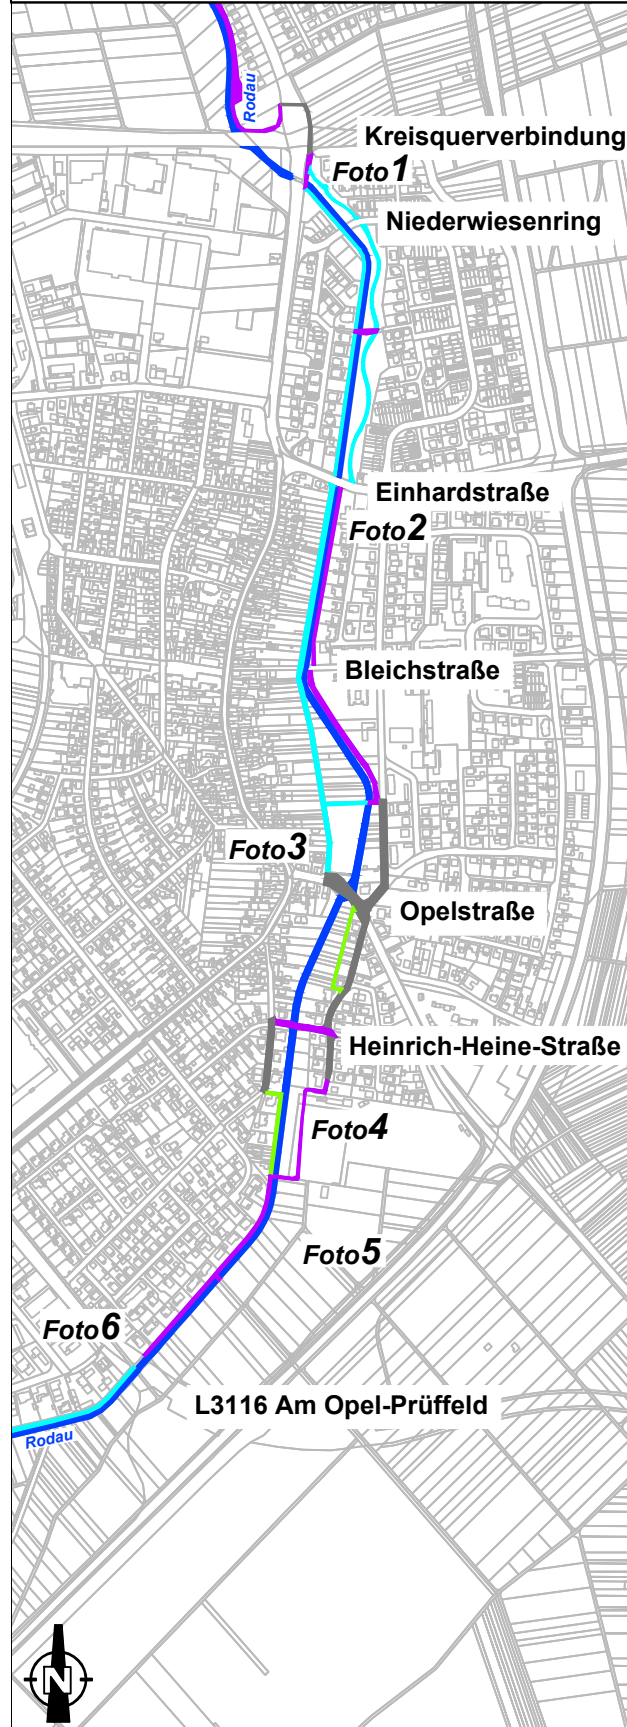 Rodau
Kreisquerverbindung
Foto1
Niederwiesenring
Einhardstraße
Foto2
Bleichstraße
Foto3
Opelstraße
Heinrich-Heine-Straße
Foto4
Foto5
Foto6
L3116 Am Opel-Prüffeld
Rodau
N